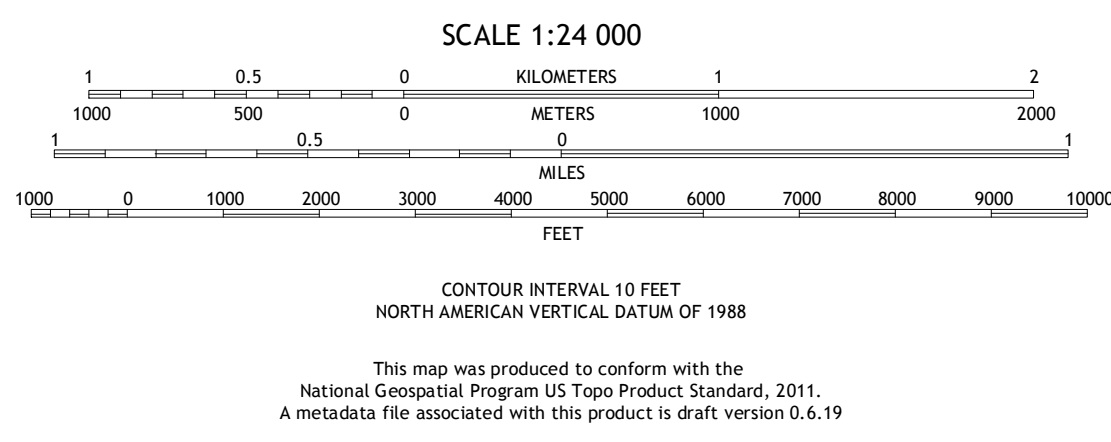 SCALE 1:24 000
1 0.5 0 KILOMETERS 1 2
1000 500 0 METERS 1000 2000
1 0.5 0 1
MILES
1000 0 1000 2000 3000 4000 5000 6000 7000 8000 9000 10000
FEET
CONTOUR INTERVAL 10 FEET
NORTH AMERICAN VERTICAL DATUM OF 1988
This map was produced to conform with the
National Geospatial Program US Topo Product Standard, 2011.
A metadata file associated with this product is draft version 0.6.19